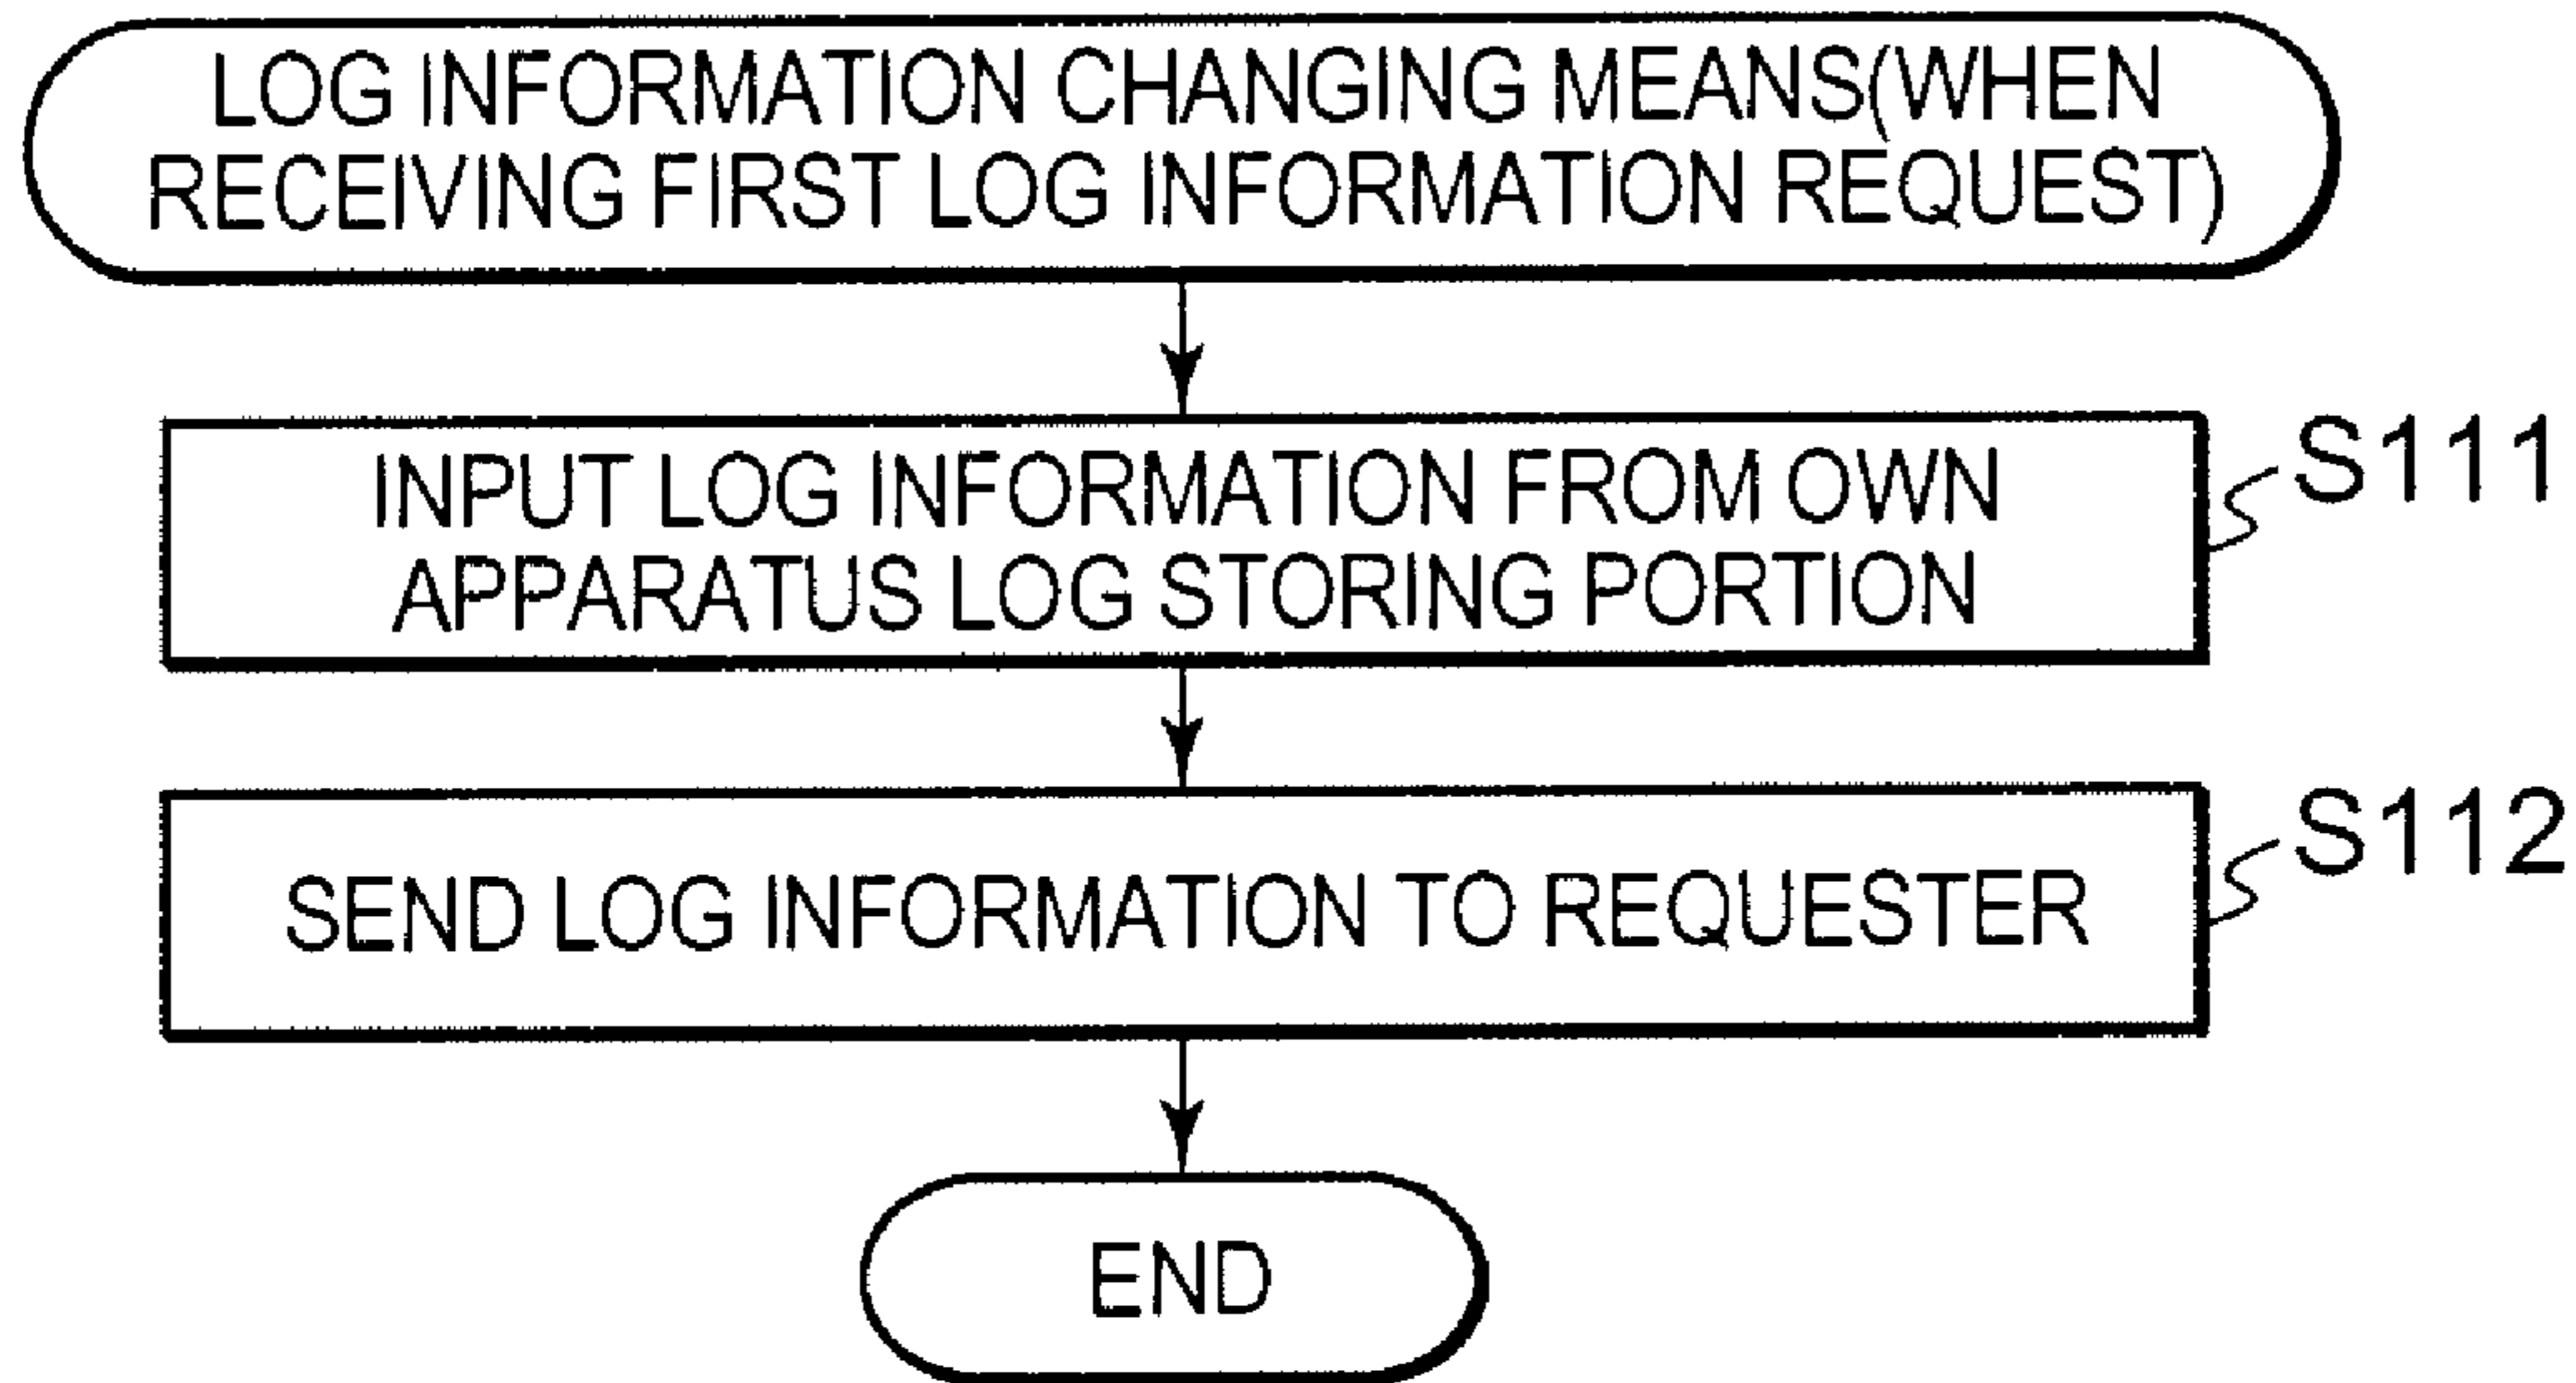 LOG INFORMATION CHANGING MEANS(WHEN
RECEIVING FIRST LOG INFORMATION REQUEST)
INPUT LOG INFORMATION FROM OWN
APPARATUS LOG STORING PORTION
S111
SEND LOG INFORMATION TO REQUESTER
S112
END